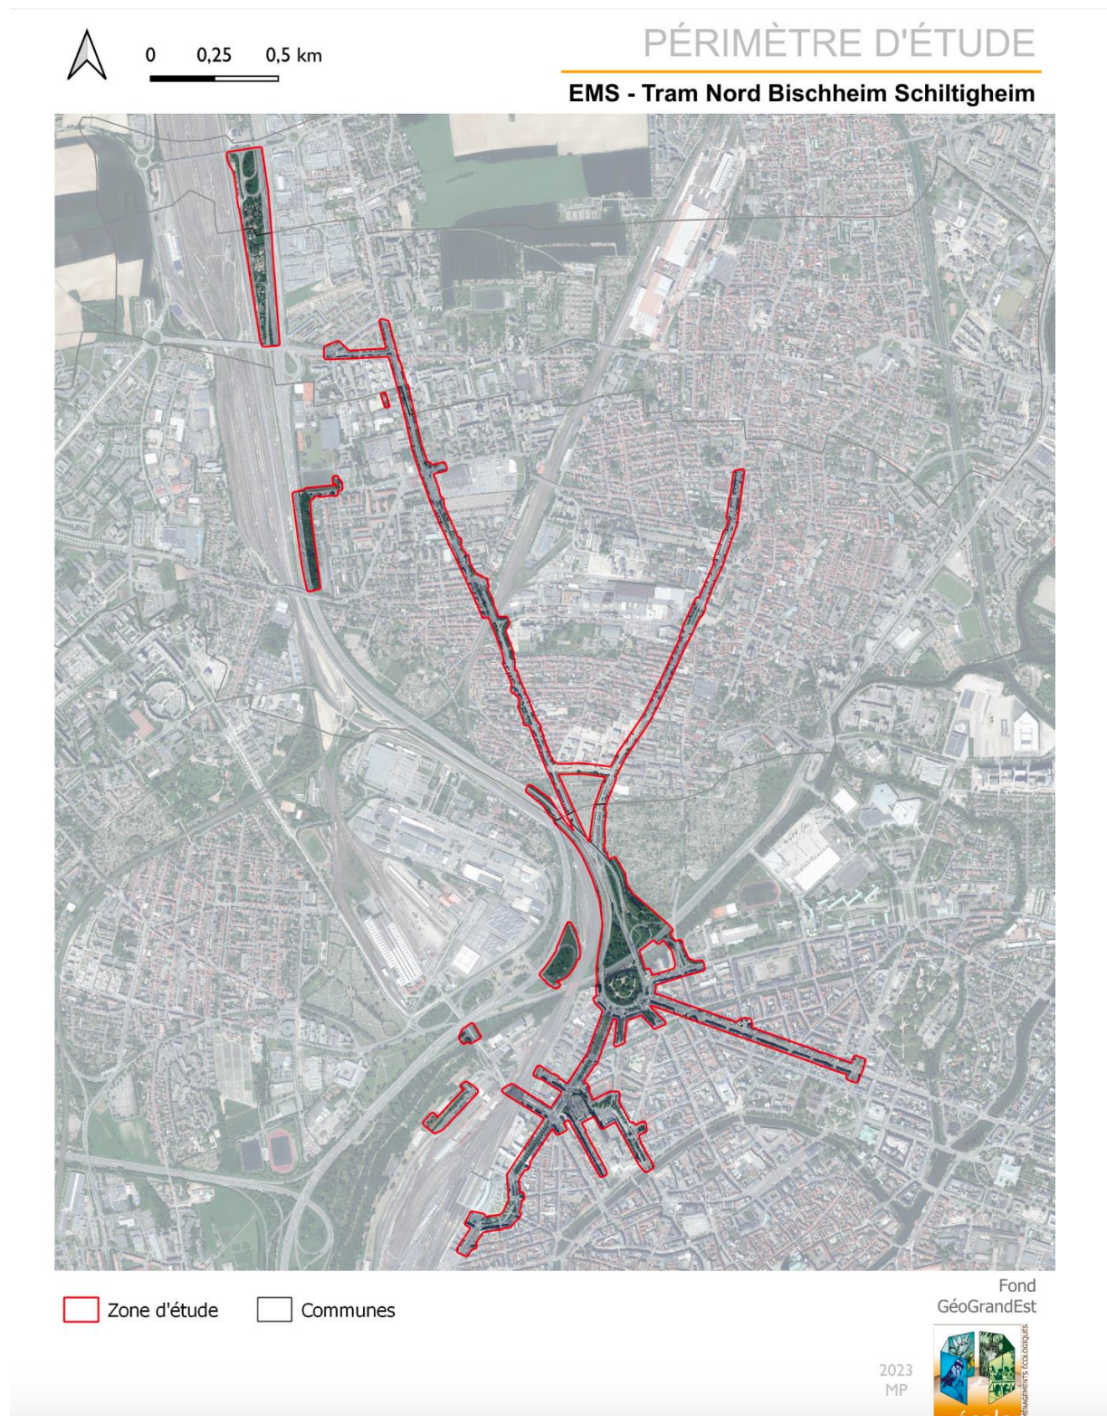 0 0,25 0,5 km
PÉRIMÈTRE D'ÉTUDE
EMS - Tram Nord Bischheim Schiltigheim
Zone d'étude
Communes
Fond
GéoGrandEst
2023
MP